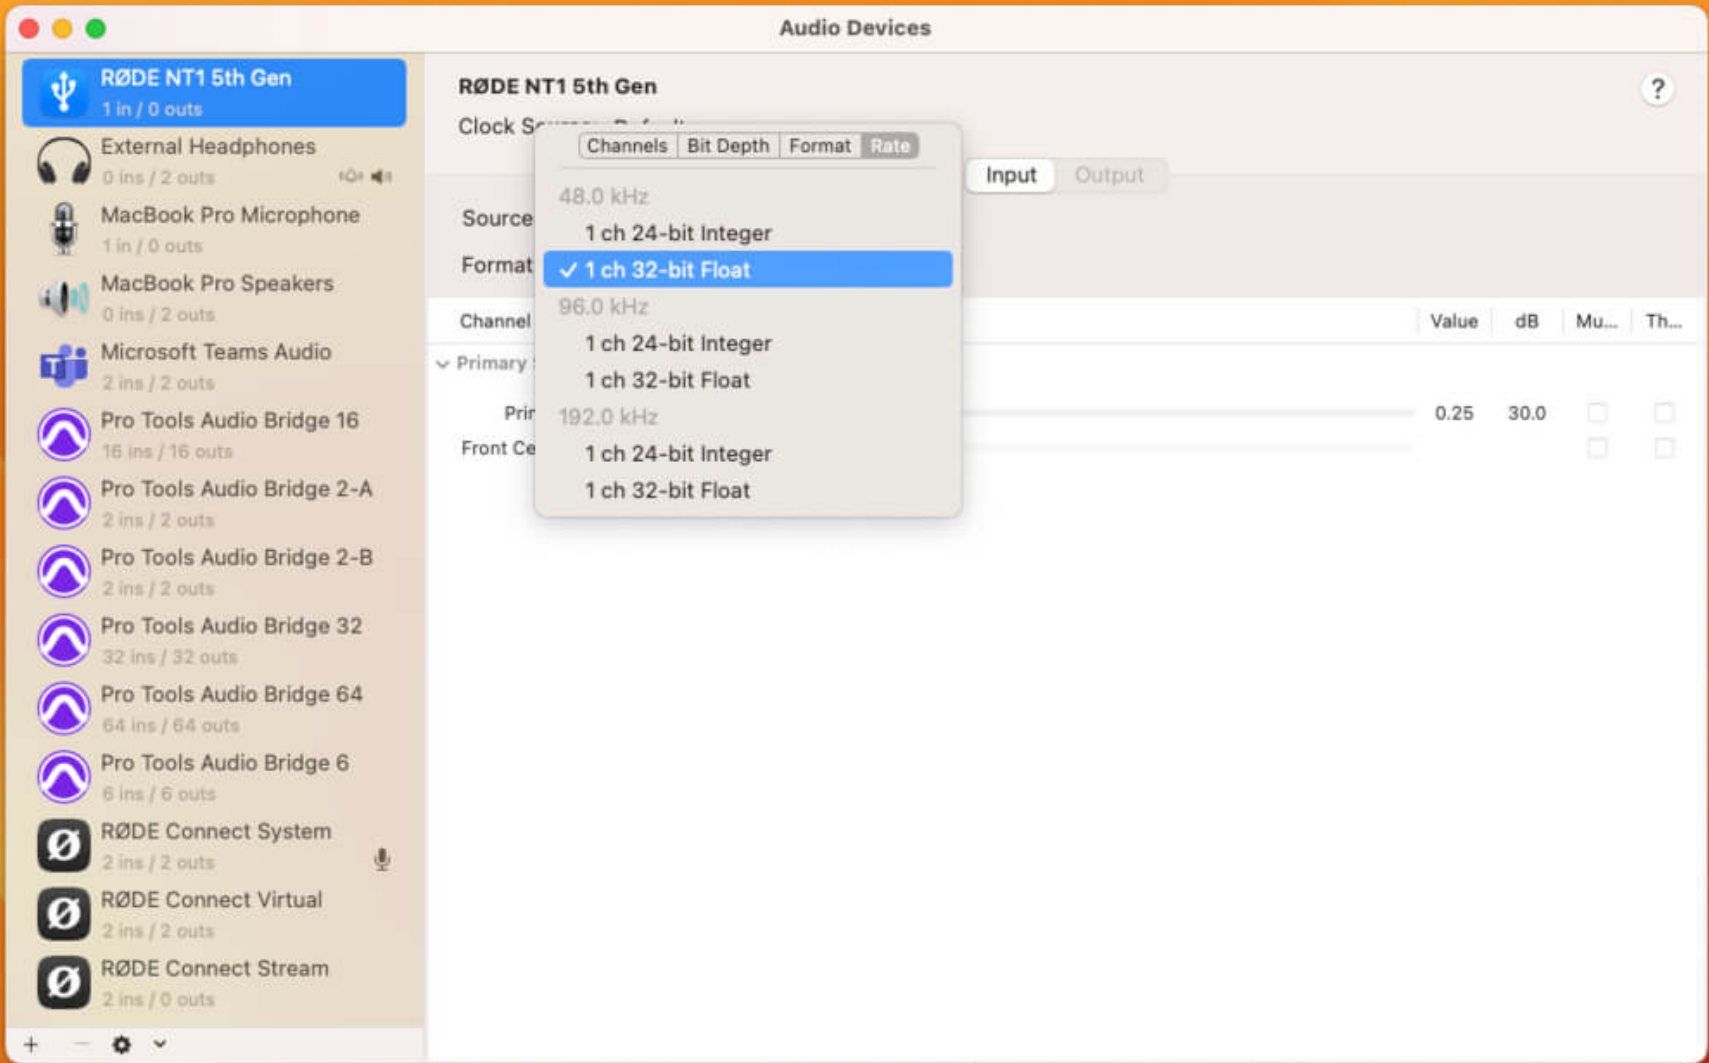 Audio Devices
RØDE NT1 5th Gen
1 in / 0 outs
External Headphones
0 ins / 2 outs
MacBook Pro Microphone
1 in / 0 outs
MacBook Pro Speakers
0 ins / 2 outs
Microsoft Teams Audio
2 ins / 2 outs
Pro Tools Audio Bridge 16
16 ins / 16 outs
Pro Tools Audio Bridge 2-A
2 ins / 2 outs
Pro Tools Audio Bridge 2-B
2 ins / 2 outs
Pro Tools Audio Bridge 32
32 ins / 32 outs
Pro Tools Audio Bridge 64
64 ins / 64 outs
Pro Tools Audio Bridge 6
6 ins / 6 outs
RØDE Connect System
2 ins / 2 outs
RØDE Connect Virtual
2 ins / 2 outs
RØDE Connect Stream
2 ins / 0 outs
RØDE NT1 5th Gen
?
Clock
Channels Bit Depth Format Rate
Input Output
48.0 kHz
Source
1 ch 24-bit Integer
Format
✓ 1 ch 32-bit Float
96.0 kHz
Channel Value dB Mu... Th...
1 ch 24-bit Integer
Primary
1 ch 32-bit Float
192.0 kHz
0.25 30.0
Front
1 ch 24-bit Integer
1 ch 32-bit Float